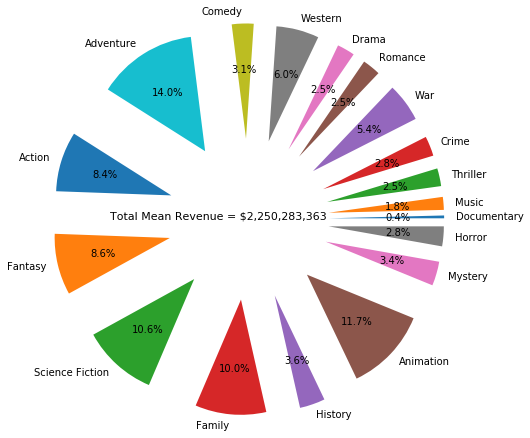 Comedy
3.1%
Western
6.0%
Drama
2.5%
Romance
2.5%
War
5.4%
Crime
2.8%
Thriller
2.5%
Music
1.8%
Documentary
0.4%
Horror
2.8%
Mystery
3.4%
Animation
11.7%
History
3.6%
Family
10.0%
Science Fiction
10.6%
Fantasy
8.6%
Action
8.4%
Adventure
14.0%
Total Mean Revenue = $2,250,283,363